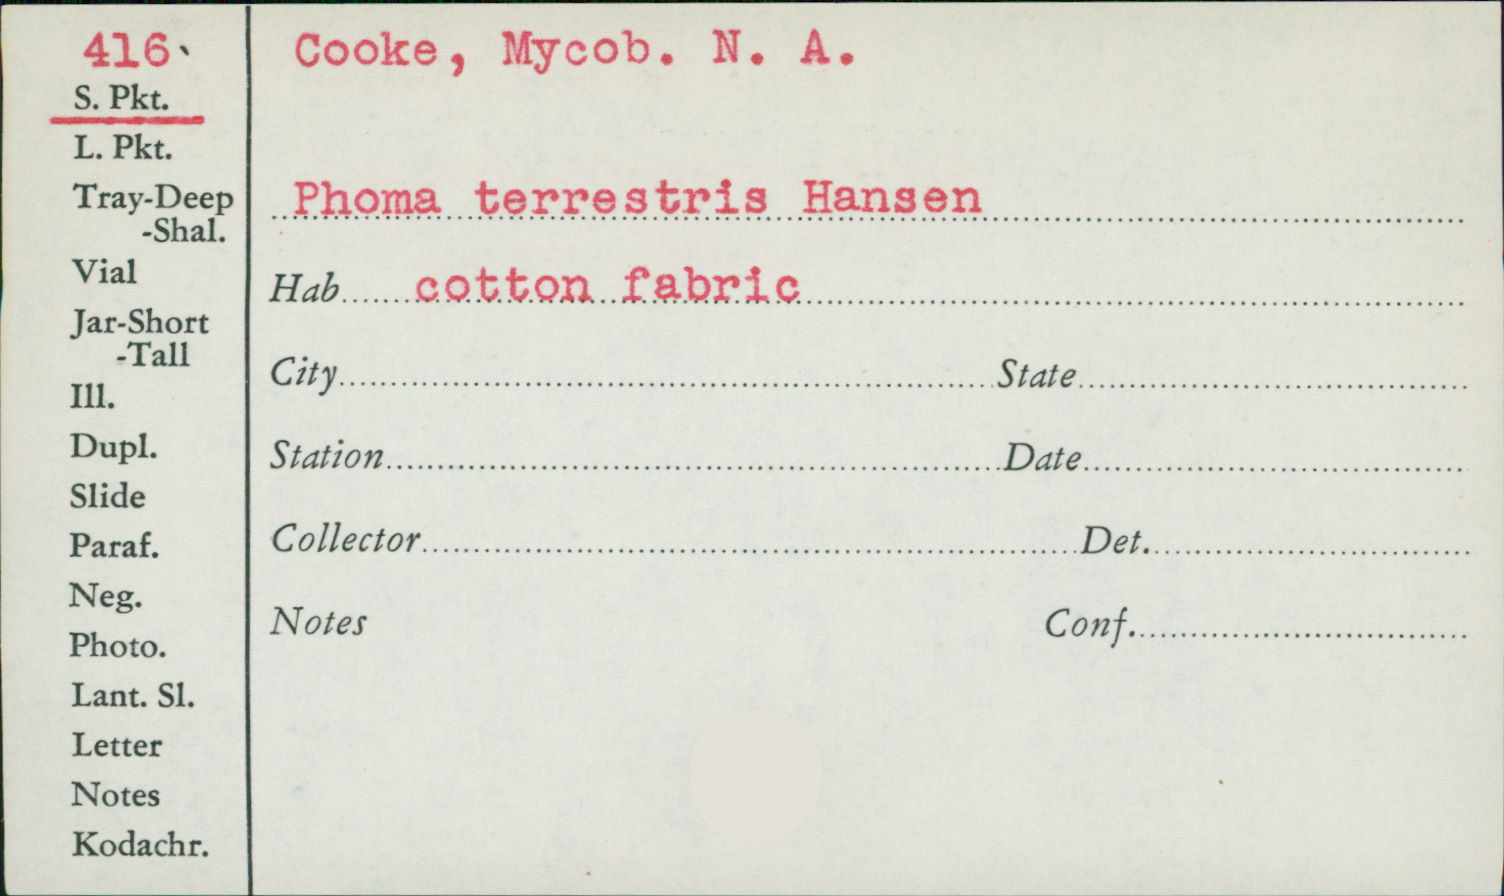 416.
S. Pkt.
L. Pkt.
Tray-Deep
-Shal.
Vial
Jar-Short
-Tall
Ill.
Dupl.
Slide
Paraf.
Neg.
Photo.
Lant. Sl.
Letter
Notes
Kodachr.
Cooke, Mycob. N. A.
Phoma terrestris Hansen
Hab cotton fabric
City State
Station Date
Collector Det.
Notes Conf.